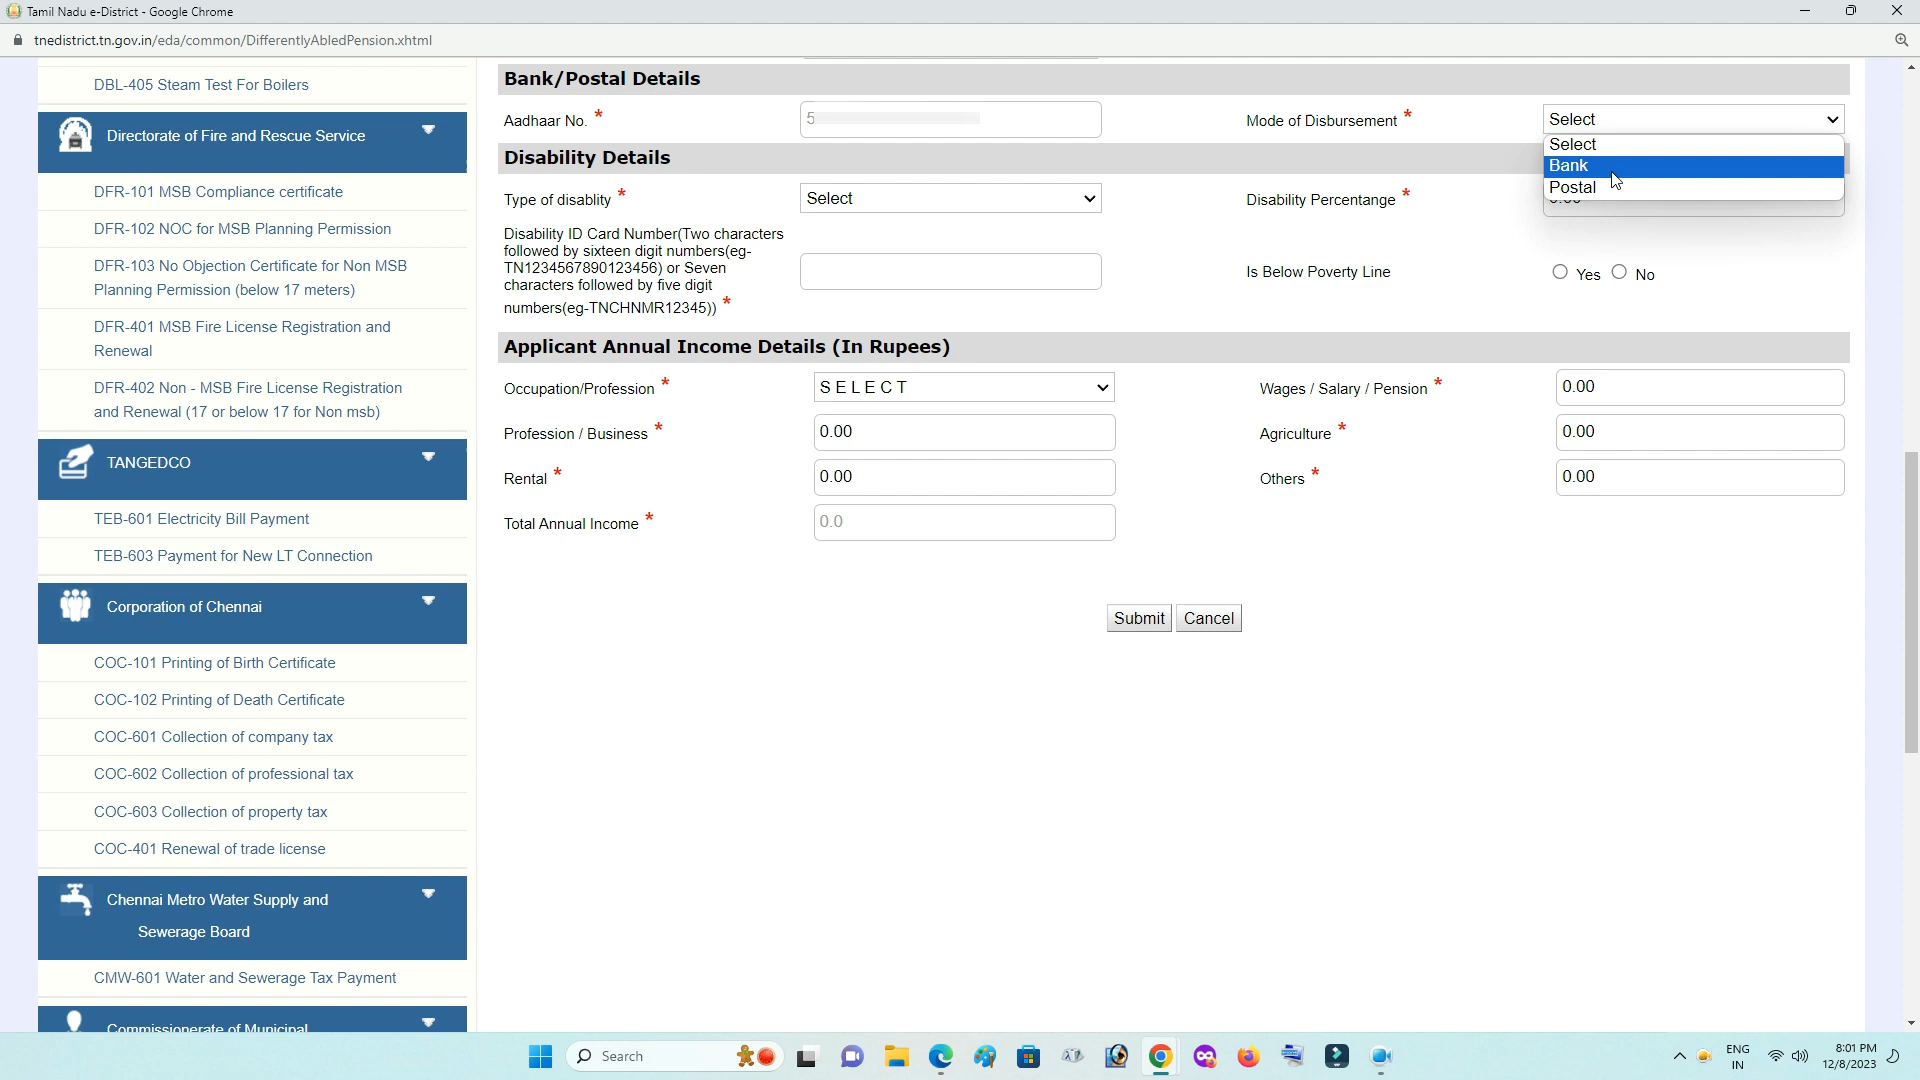 Tamil Nadu e-District - Google Chrome
tnedistrict.tn.gov.in/eda/common/DifferentlyAbledPension.xhtml
DBL-405 Steam Test For Boilers
Directorate of Fire and Rescue Service
DFR-101 MSB Compliance certificate
DFR-102 NOC for MSB Planning Permission
DFR-103 No Objection Certificate for Non MSB
Planning Permission (below 17 meters)
DFR-401 MSB Fire License Registration and
Renewal
DFR-402 Non - MSB Fire License Registration
and Renewal (17 or below 17 for Non msb)
TANGEDCO
TEB-601 Electricity Bill Payment
TEB-603 Payment for New LT Connection
Corporation of Chennai
COC-101 Printing of Birth Certificate
COC-102 Printing of Death Certificate
COC-601 Collection of company tax
COC-602 Collection of professional tax
COC-603 Collection of property tax
COC-401 Renewal of trade license
Chennai Metro Water Supply and
Sewerage Board
CMW-601 Water and Sewerage Tax Payment
Commissionerate of Municipal
Bank/Postal Details
Aadhaar No. * 5
Mode of Disbursement * Select
Select
Bank
Postal
Disability Details
Type of disablity * Select
Disability Percentange *
Disability ID Card Number(Two characters
followed by sixteen digit numbers(eg-
TN1234567890123456) or Seven
characters followed by five digit
numbers(eg-TNCHNMR12345)) *
Is Below Poverty Line Yes No
Applicant Annual Income Details (In Rupees)
Occupation/Profession * S E L E C T
Wages / Salary / Pension * 0.00
Profession / Business * 0.00
Agriculture * 0.00
Rental * 0.00
Others * 0.00
Total Annual Income * 0.0
Submit Cancel
Search
ENG
IN
8:01 PM
12/8/2023